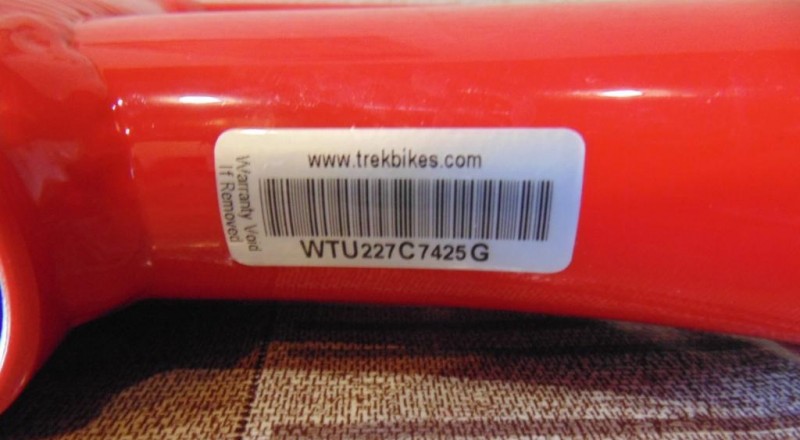 www.trekbikes.com
Warranty Void
If Removed
WTU227C7425G